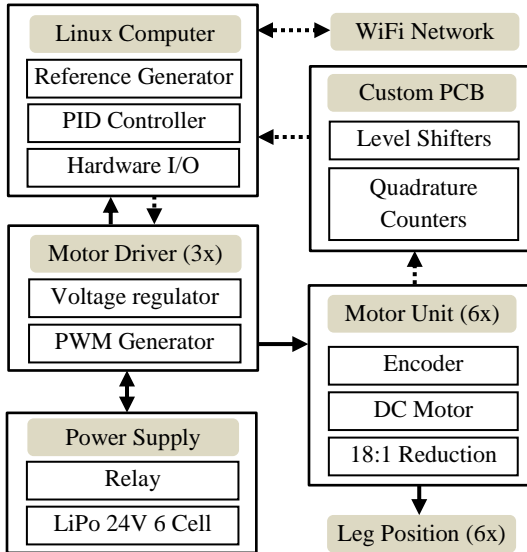 Linux Computer
Reference Generator
PID Controller
Hardware I/O
WiFi Network
Custom PCB
Level Shifters
Quadrature
Counters
Motor Driver (3x)
Voltage regulator
PWM Generator
Motor Unit (6x)
Encoder
DC Motor
18:1 Reduction
Power Supply
Relay
LiPo 24V 6 Cell
Leg Position (6x)